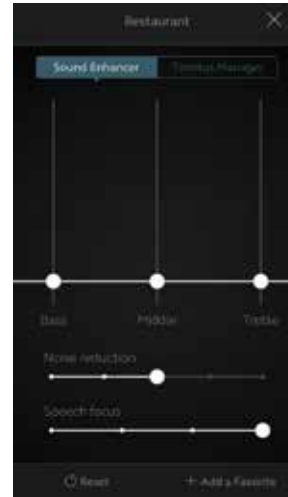 Restaurant
Sound Enhancer Tinnitus Manager
Bass Middle Treble
Noise reduction
Speech focus
Reset + Add a Favorite